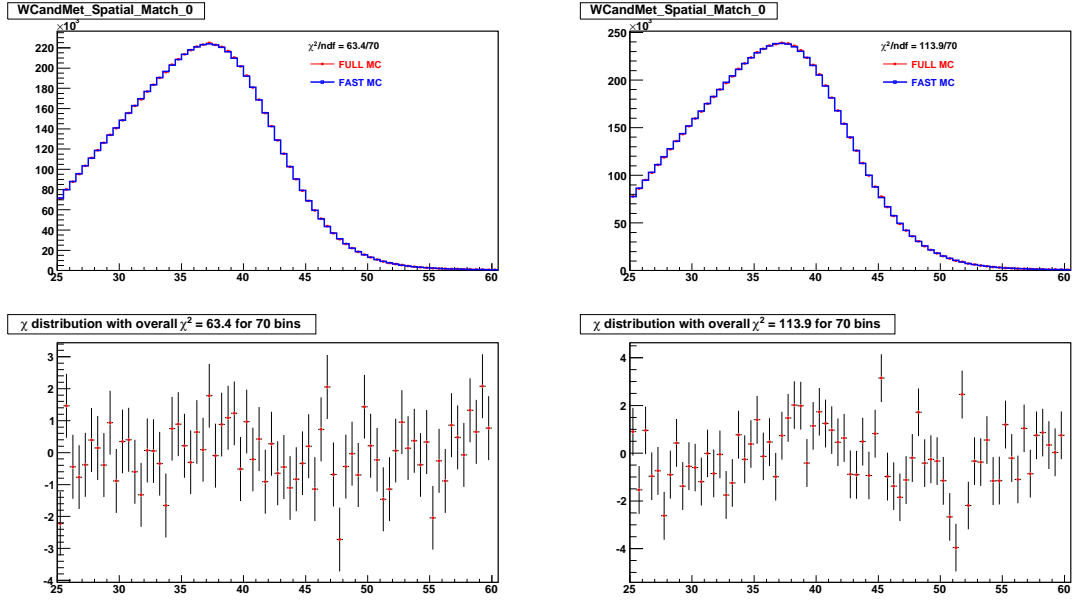 WCandMet_Spatial_Match_0
×10³
χ²/ndf = 63.4/70
FULL MC
FAST MC
220
200
180
160
140
120
100
80
60
40
20
0
25 30 35 40 45 50 55 60
WCandMet_Spatial_Match_0
×10³
χ²/ndf = 113.9/70
FULL MC
FAST MC
250
200
150
100
50
0
25 30 35 40 45 50 55 60
χ distribution with overall χ² = 63.4 for 70 bins
3
2
1
0
-1
-2
-3
-4
25 30 35 40 45 50 55 60
χ distribution with overall χ² = 113.9 for 70 bins
4
2
0
-2
-4
25 30 35 40 45 50 55 60